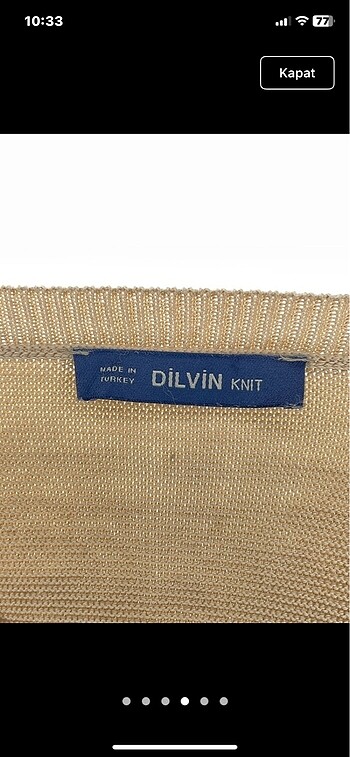 10:33
77
Kapat
MADE IN
TURKEY
DİLVİN KNIT